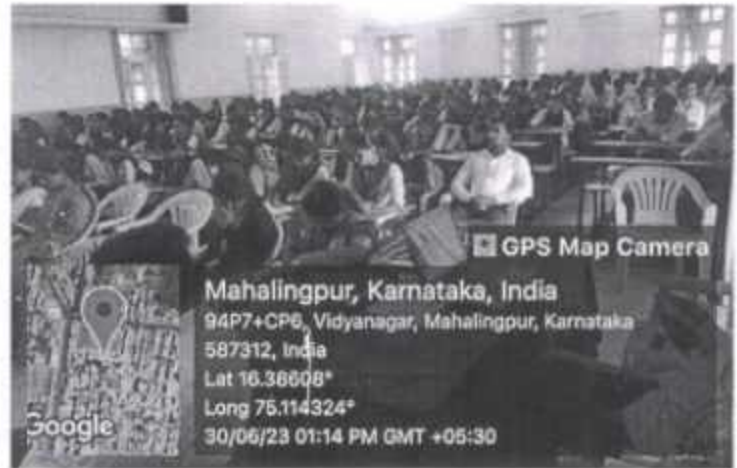 GPS Map Camera
Mahalingpur, Karnataka, India
94P7+CP6, Vidyanagar, Mahalingpur, Karnataka
587312, India
Lat 16.38608°
Long 75.114324°
30/06/23 01:14 PM GMT +05:30
Google